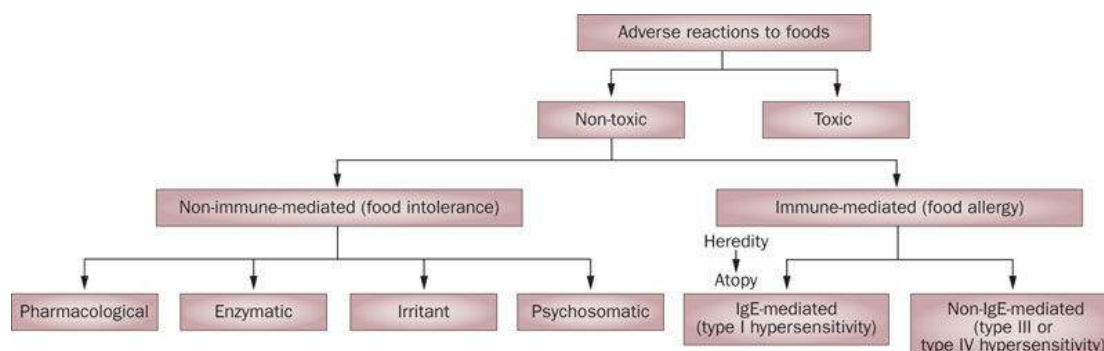 Adverse reactions to foods
Non-toxic
Toxic
Non-immune-mediated (food intolerance)
Immune-mediated (food allergy)
Heredity
Atopy
Pharmacological
Enzymatic
Irritant
Psychosomatic
IgE-mediated
(type I hypersensitivity)
Non-IgE-mediated
(type III or
type IV hypersensitivity)